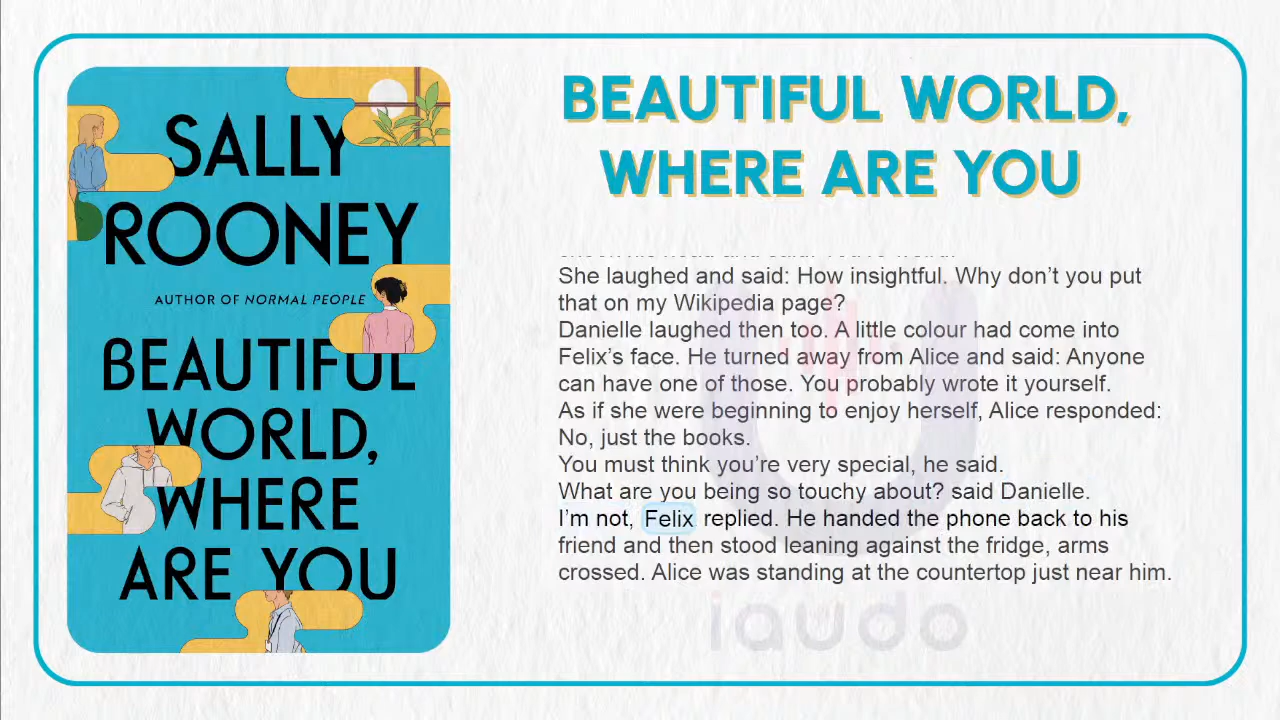 SALLY
ROONEY
AUTHOR OF NORMAL PEOPLE
BEAUTIFUL
WORLD,
WHERE
ARE YOU
BEAUTIFUL WORLD,
WHERE ARE YOU
She laughed and said: How insightful. Why don’t you put
that on my Wikipedia page?
Danielle laughed then too. A little colour had come into
Felix’s face. He turned away from Alice and said: Anyone
can have one of those. You probably wrote it yourself.
As if she were beginning to enjoy herself, Alice responded:
No, just the books.
You must think you’re very special, he said.
What are you being so touchy about? said Danielle.
I’m not, Felix replied. He handed the phone back to his
friend and then stood leaning against the fridge, arms
crossed. Alice was standing at the countertop just near him.
iaudo